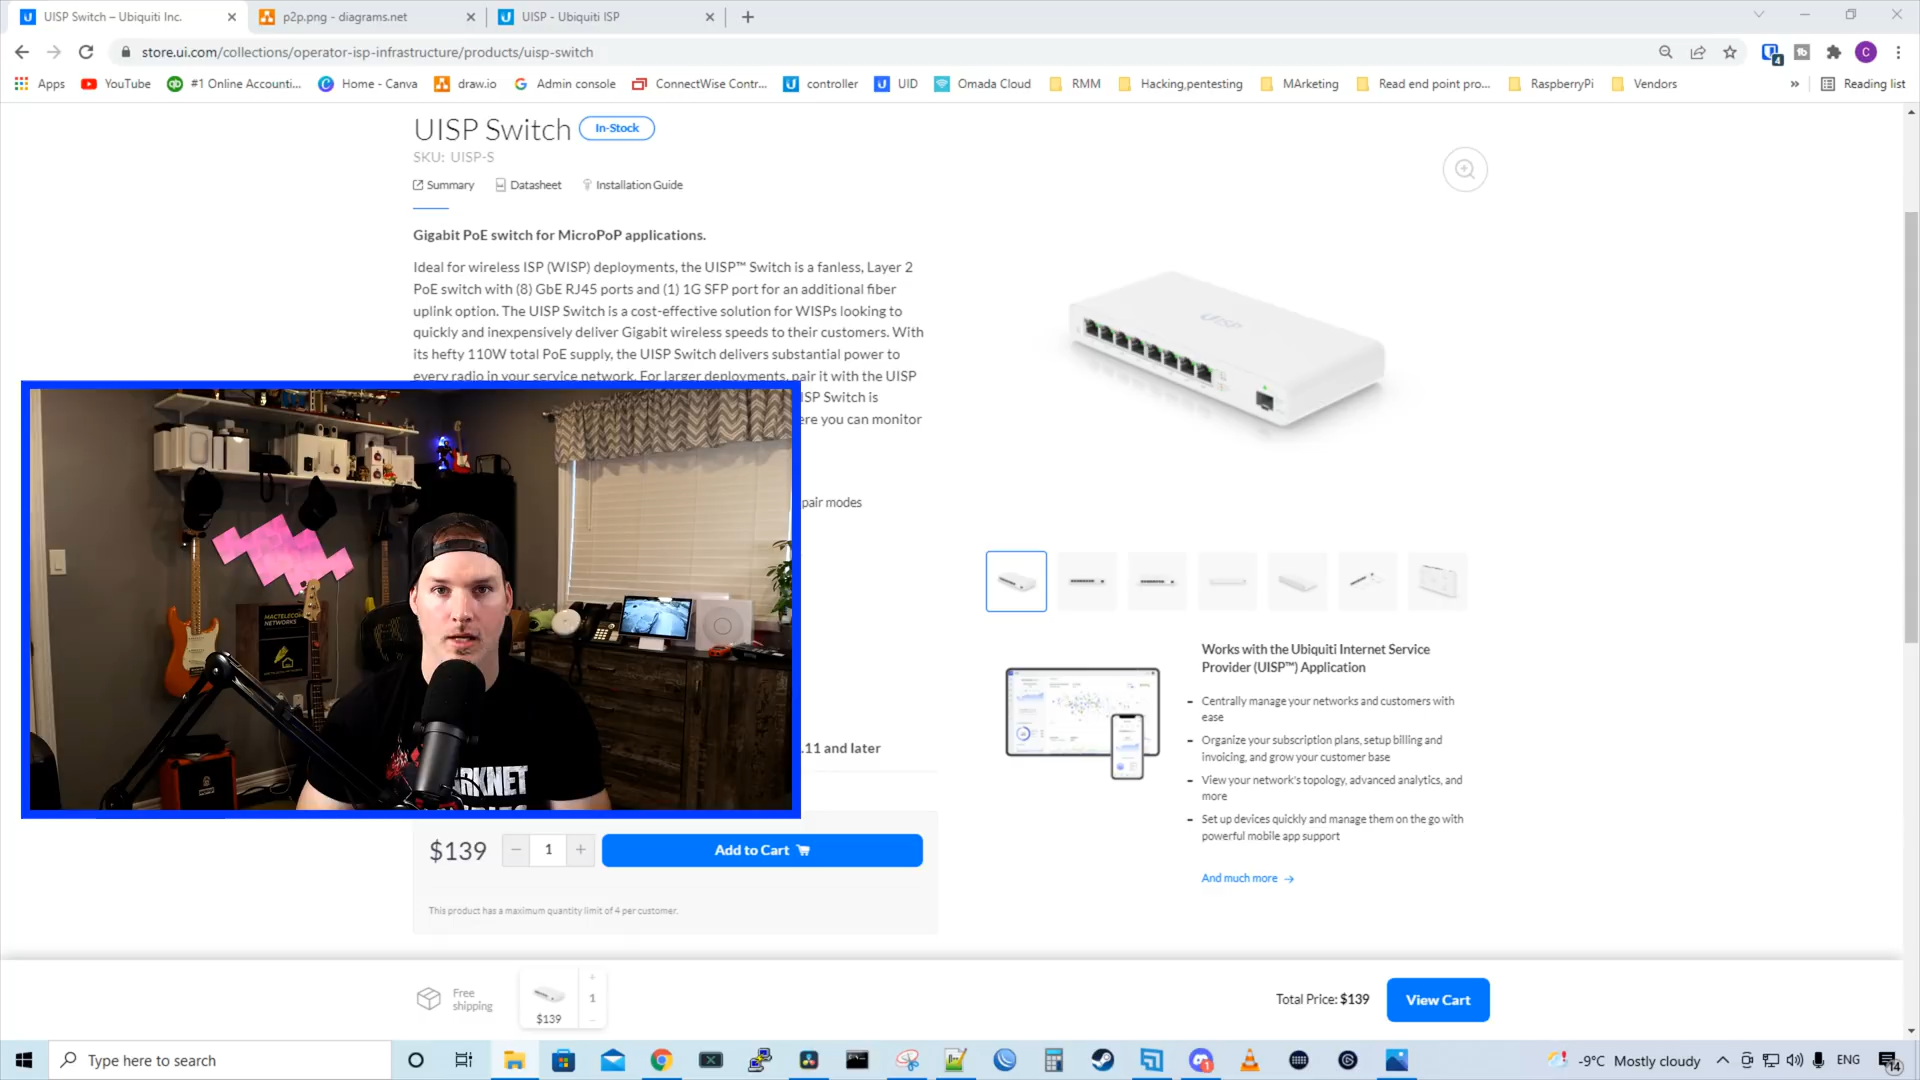 UISP Switch – Ubiquiti Inc.
p2p.png - diagrams.net
UISP - Ubiquiti ISP
store.ui.com/collections/operator-isp-infrastructure/products/uisp-switch
C
4
Apps
YouTube
#1 Online Accounti...
Home - Canva
draw.io
Admin console
ConnectWise Contr...
controller
UID
Omada Cloud
RMM
Hacking,pentesting
MArketing
Read end point pro...
RaspberryPi
Vendors
»
Reading list
UISP Switch
In-Stock
SKU: UISP-S
Summary
Datasheet
Installation Guide
Gigabit PoE switch for MicroPoP applications.
Ideal for wireless ISP (WISP) deployments, the UISP™ Switch is a fanless, Layer 2
PoE switch with (8) GbE RJ45 ports and (1) 1G SFP port for an additional fiber
uplink option. The UISP Switch is a cost-effective solution for WISPs looking to
quickly and inexpensively deliver Gigabit wireless speeds to their customers. With
its hefty 110W total PoE supply, the UISP Switch delivers substantial power to
every radio in your service network. For larger deployments, pair it with the UISP
ISP Switch is
ere you can monitor
pair modes
.11 and later
UISP
MACTELECOM
NETWORKS
Works with the Ubiquiti Internet Service
Provider (UISP™) Application
- Centrally manage your networks and customers with
ease
- Organize your subscription plans, setup billing and
invoicing, and grow your customer base
- View your network's topology, advanced analytics, and
more
- Set up devices quickly and manage them on the go with
powerful mobile app support
And much more →
$139
− 1 +
Add to Cart
This product has a maximum quantity limit of 4 per customer.
Free
shipping
$139
1
Total Price: $139
View Cart
Type here to search
1
-9°C Mostly cloudy
ENG
14